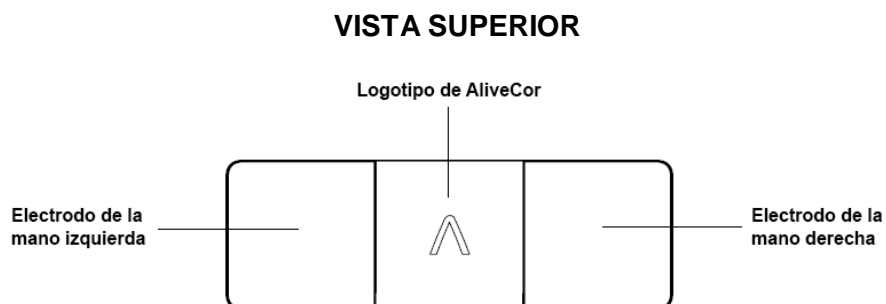 VISTA SUPERIOR
Logotipo de AliveCor
Electrodo de la
mano izquierda
Electrodo de la
mano derecha